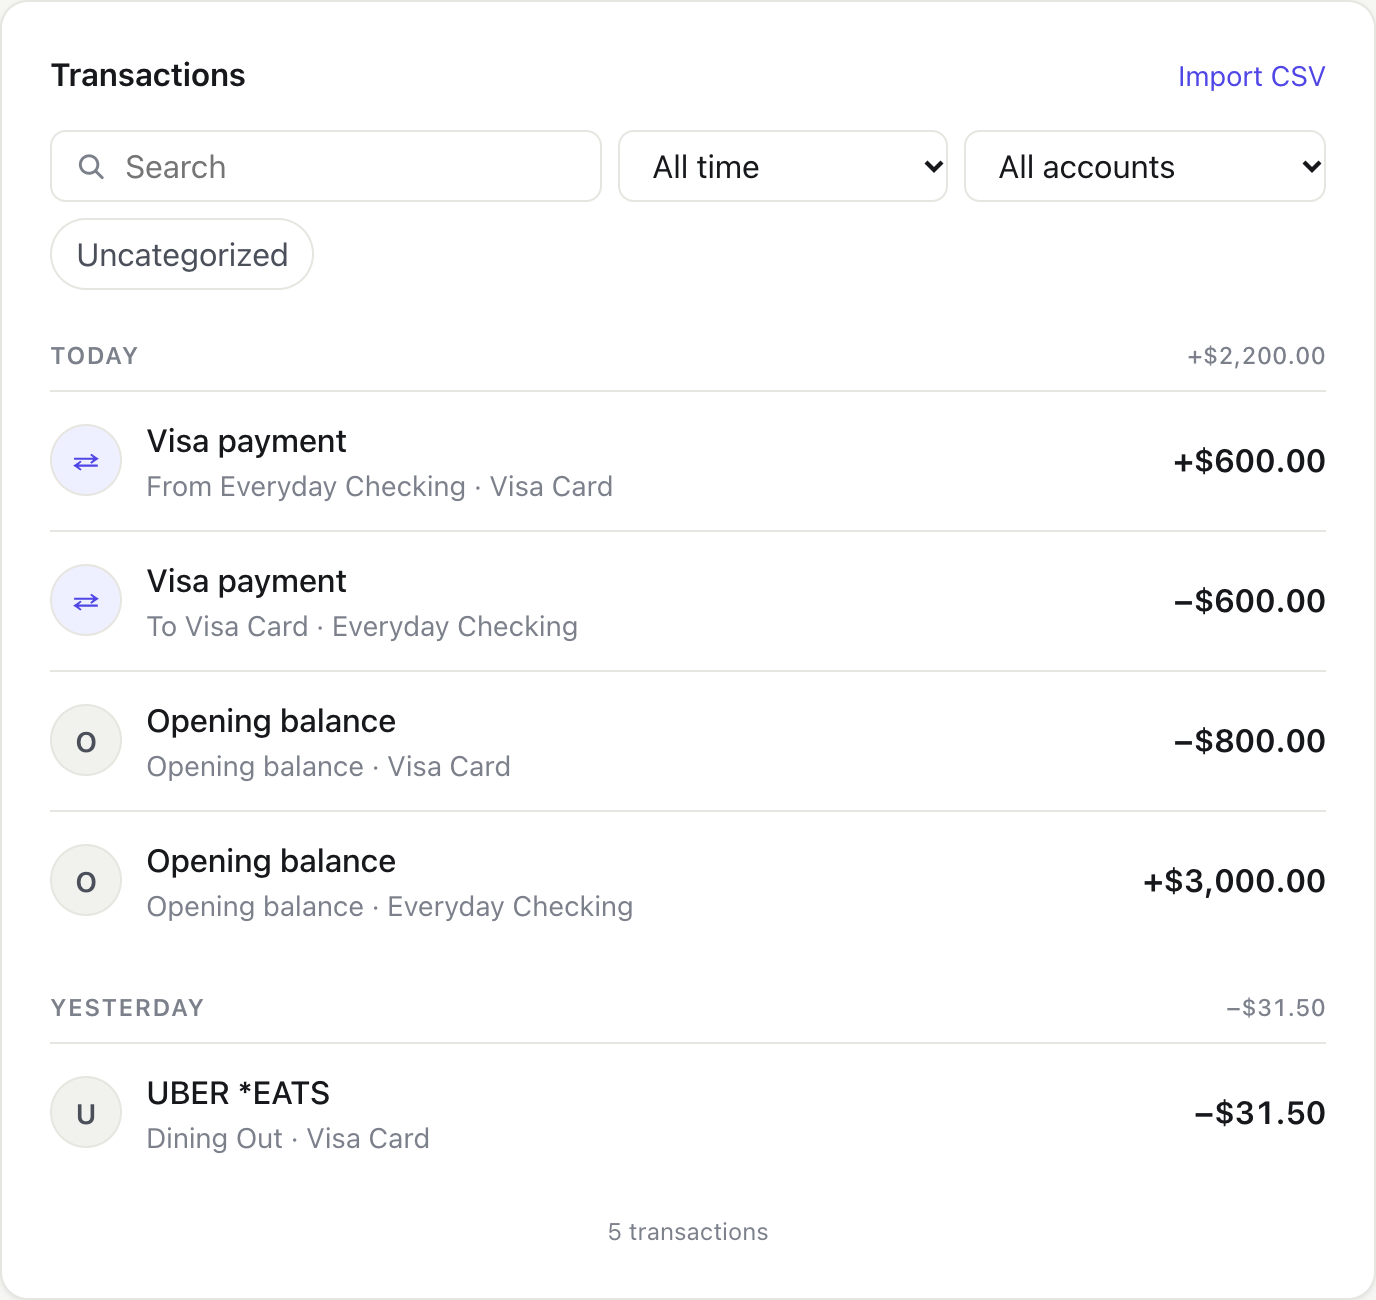 Transactions
Import CSV
Search
All time
All accounts
Uncategorized
TODAY
+$2,200.00
Visa payment
From Everyday Checking · Visa Card
+$600.00
Visa payment
To Visa Card · Everyday Checking
−$600.00
O
Opening balance
Opening balance · Visa Card
−$800.00
O
Opening balance
Opening balance · Everyday Checking
+$3,000.00
YESTERDAY
−$31.50
U
UBER *EATS
Dining Out · Visa Card
−$31.50
5 transactions